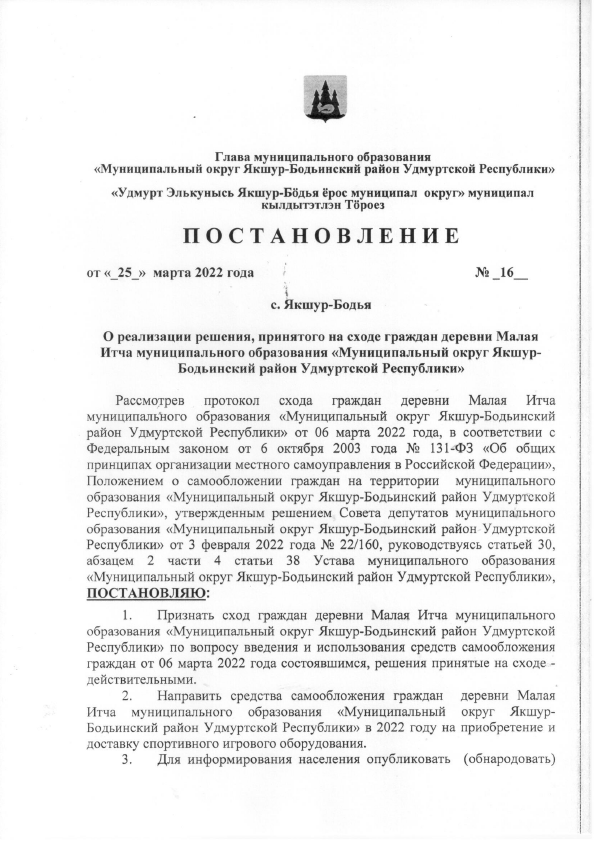 Глава муниципального образования
«Муниципальный округ Якшур-Бодьинский район Удмуртской Республики»
«Удмурт Элькунысь Якшур-Бӧдья ёрос муниципал округ» муниципал
кылдытэтлэн Тӧроез
П О С Т А Н О В Л Е Н И Е
от «_25_» марта 2022 года № _16__
с. Якшур-Бодья
О реализации решения, принятого на сходе граждан деревни Малая
Итча муниципального образования «Муниципальный округ Якшур-
Бодьинский район Удмуртской Республики»
Рассмотрев протокол схода граждан деревни Малая Итча
муниципального образования «Муниципальный округ Якшур-Бодьинский
район Удмуртской Республики» от 06 марта 2022 года, в соответствии с
Федеральным законом от 6 октября 2003 года № 131-ФЗ «Об общих
принципах организации местного самоуправления в Российской Федерации»,
Положением о самообложении граждан на территории муниципального
образования «Муниципальный округ Якшур-Бодьинский район Удмуртской
Республики», утвержденным решением Совета депутатов муниципального
образования «Муниципальный округ Якшур-Бодьинский район Удмуртской
Республики» от 3 февраля 2022 года № 22/160, руководствуясь статьей 30,
абзацем 2 части 4 статьи 38 Устава муниципального образования
«Муниципальный округ Якшур-Бодьинский район Удмуртской Республики»,
ПОСТАНОВЛЯЮ:
1. Признать сход граждан деревни Малая Итча муниципального
образования «Муниципальный округ Якшур-Бодьинский район Удмуртской
Республики» по вопросу введения и использования средств самообложения
граждан от 06 марта 2022 года состоявшимся, решения принятые на сходе -
действительными.
2. Направить средства самообложения граждан деревни Малая
Итча муниципального образования «Муниципальный округ Якшур-
Бодьинский район Удмуртской Республики» в 2022 году на приобретение и
доставку спортивного игрового оборудования.
3. Для информирования населения опубликовать (обнародовать)